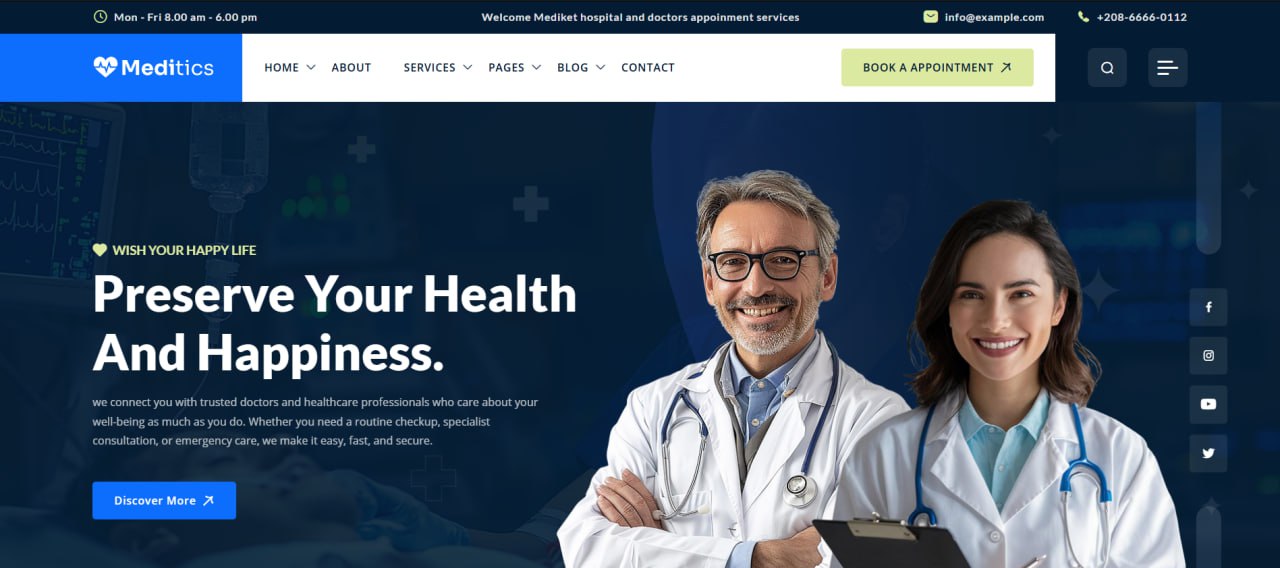 Mon - Fri 8.00 am - 6.00 pm
Welcome Mediket hospital and doctors appoinment services
info@example.com
+208-6666-0112
Meditics
HOME
ABOUT
SERVICES
PAGES
BLOG
CONTACT
BOOK A APPOINTMENT
WISH YOUR HAPPY LIFE
Preserve Your Health
And Happiness.
we connect you with trusted doctors and healthcare professionals who care about your
well-being as much as you do. Whether you need a routine checkup, specialist
consultation, or emergency care, we make it easy, fast, and secure.
Discover More